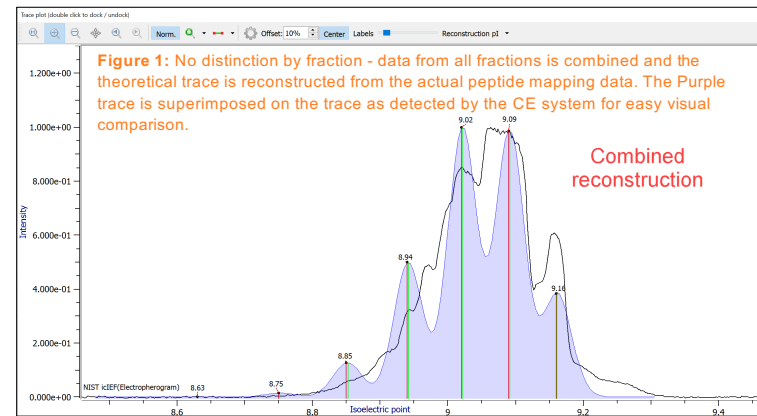 Trace plot (double click to dock / undock)
Norm. Offset: 10% Center Labels Reconstruction pI
Figure 1: No distinction by fraction - data from all fractions is combined and the
theoretical trace is reconstructed from the actual peptide mapping data. The Purple
trace is superimposed on the trace as detected by the CE system for easy visual
comparison.
Combined
reconstruction
Intensity
1.200e+00
1.000e+00
8.000e-01
6.000e-01
4.000e-01
2.000e-01
0.000e+00
NIST icIEF(Electropherogram)
8.63
8.75
8.85
8.94
9.02
9.09
9.16
8.6
8.8
9
9.2
9.4
Isoelectric point